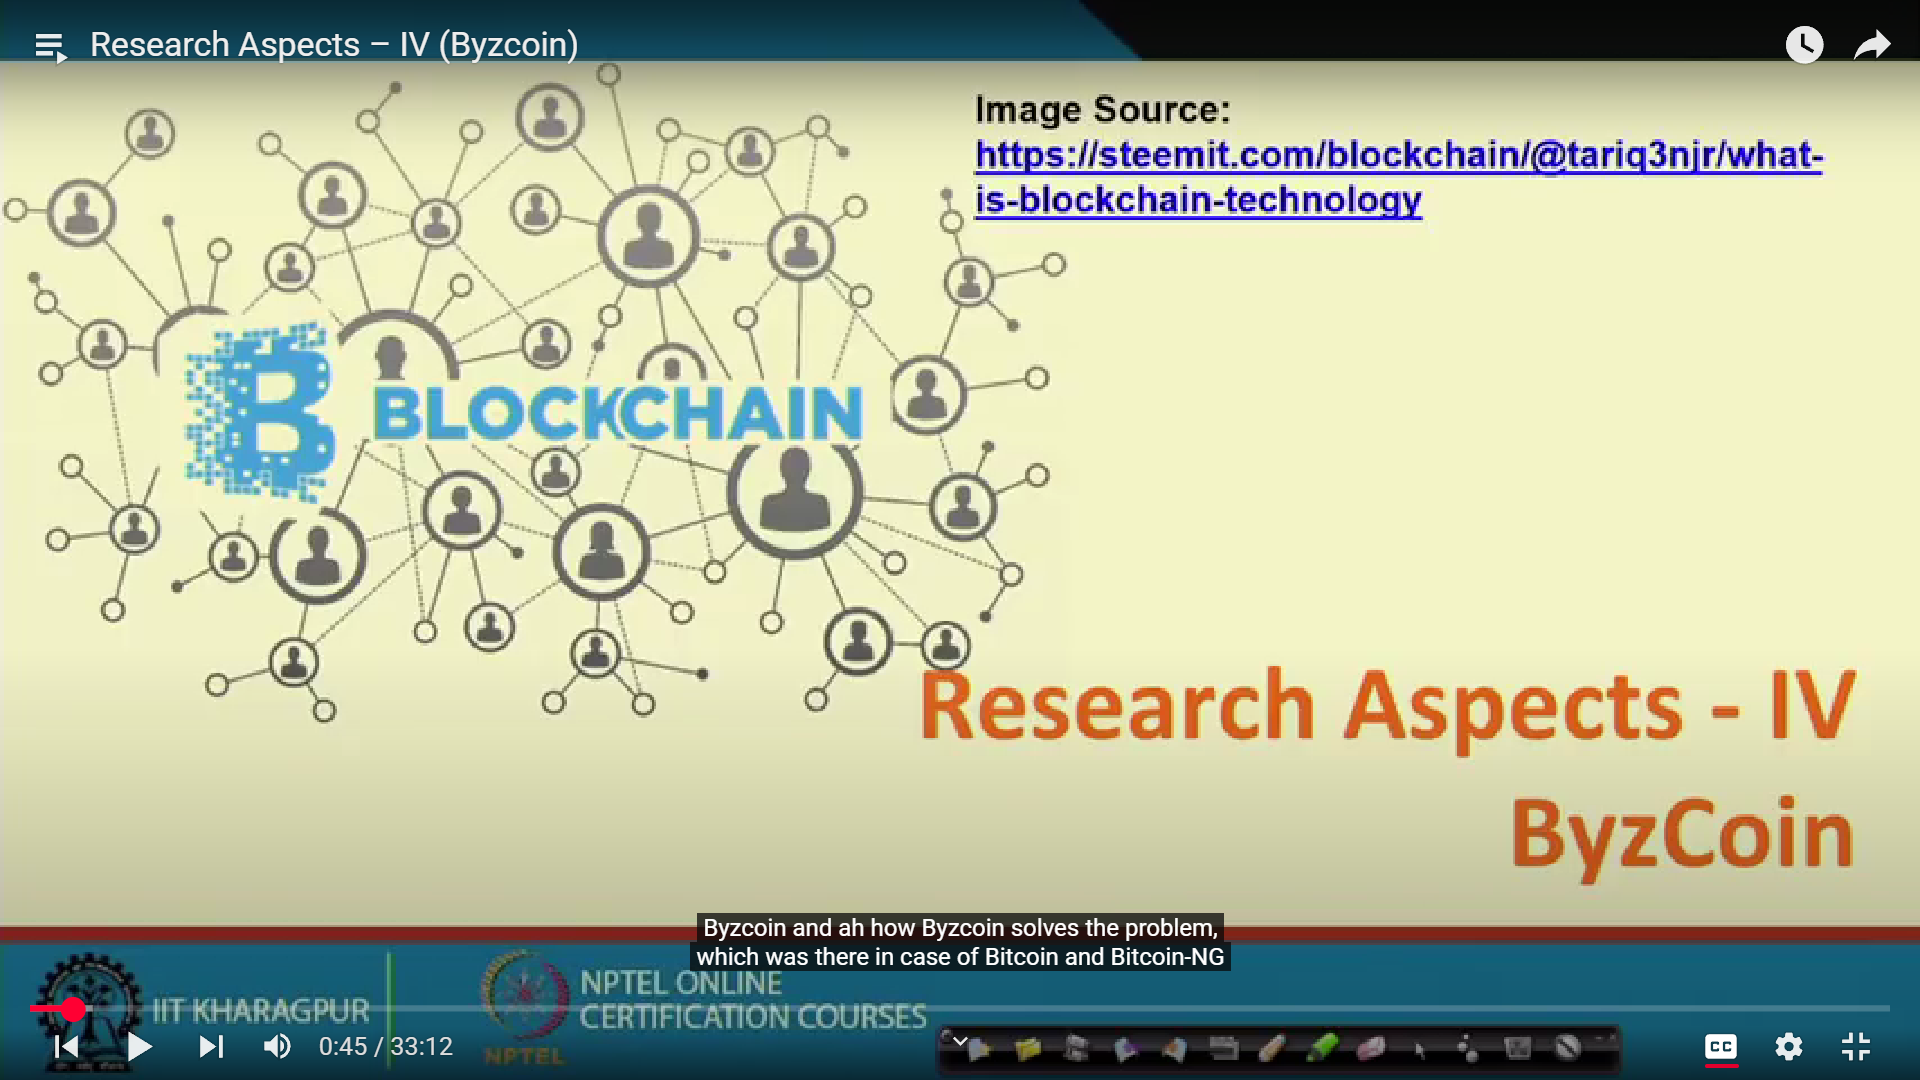 Research Aspects – IV (Byzcoin)
Image Source:
https://steemit.com/blockchain/@tariq3njr/what-
is-blockchain-technology
BLOCKCHAIN
Research Aspects - IV
ByzCoin
Byzcoin and ah how Byzcoin solves the problem,
which was there in case of Bitcoin and Bitcoin-NG
IIT KHARAGPUR
NPTEL ONLINE
CERTIFICATION COURSES
NPTEL
0:45 / 33:12
CC